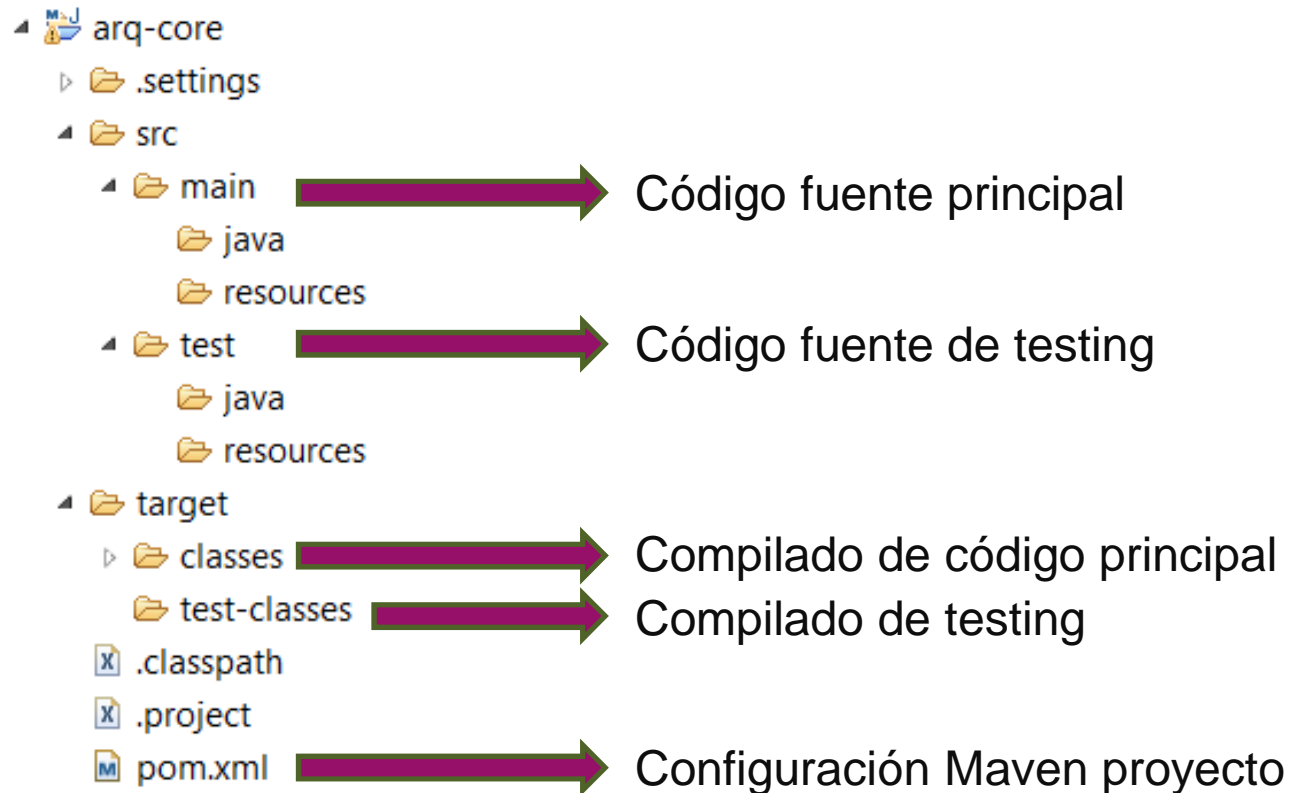 arq-core
.settings
src
main Código fuente principal
java
resources
test Código fuente de testing
java
resources
target
classes Compilado de código principal
test-classes Compilado de testing
.classpath
.project
pom.xml Configuración Maven proyecto